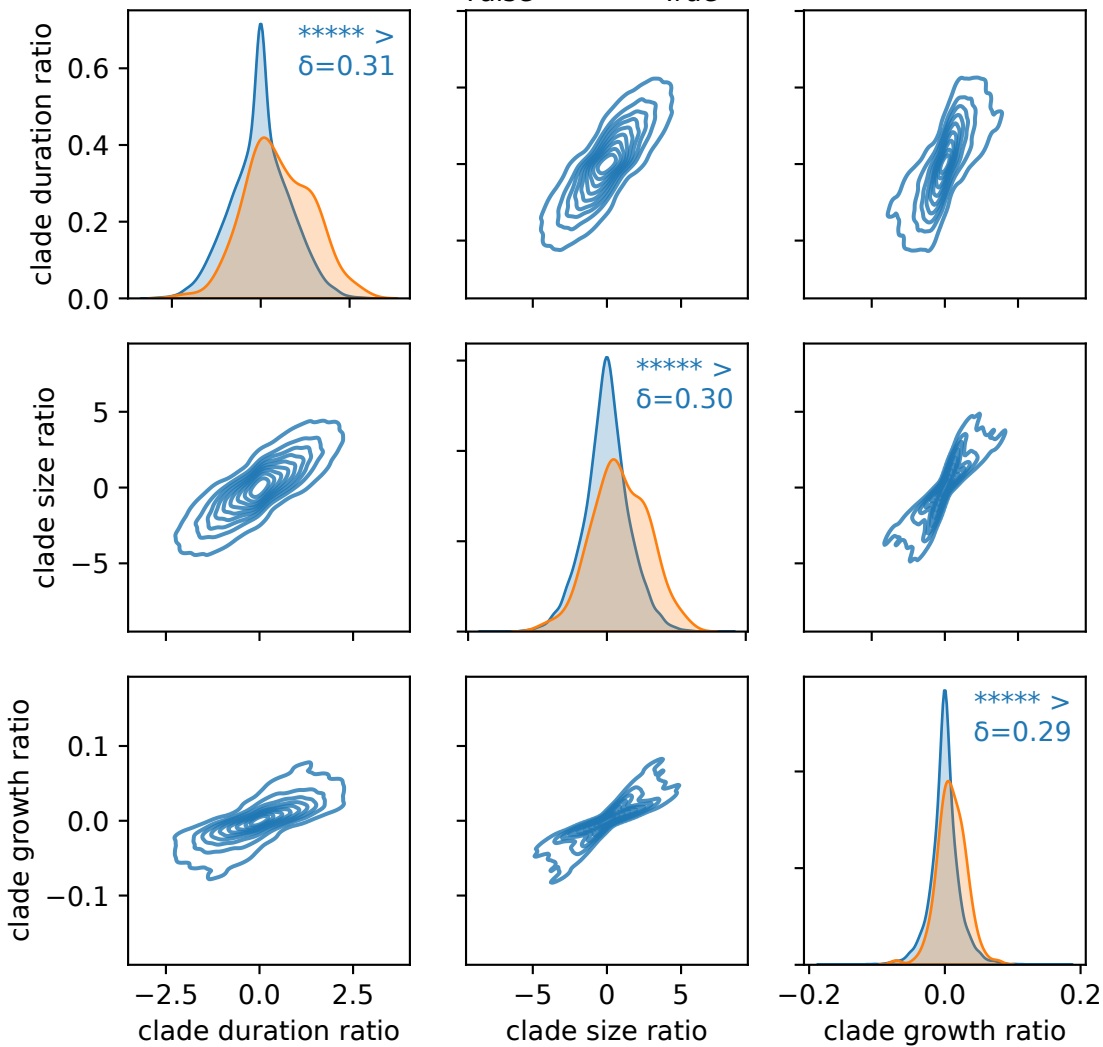 clade duration ratio
0.6
0.4
0.2
0.0
***** >
δ=0.31
clade size ratio
5
0
−5
***** >
δ=0.30
clade growth ratio
0.1
0.0
−0.1
***** >
δ=0.29
−2.5 0.0 2.5
−5 0 5
−0.2 0.0 0.2
clade duration ratio
clade size ratio
clade growth ratio